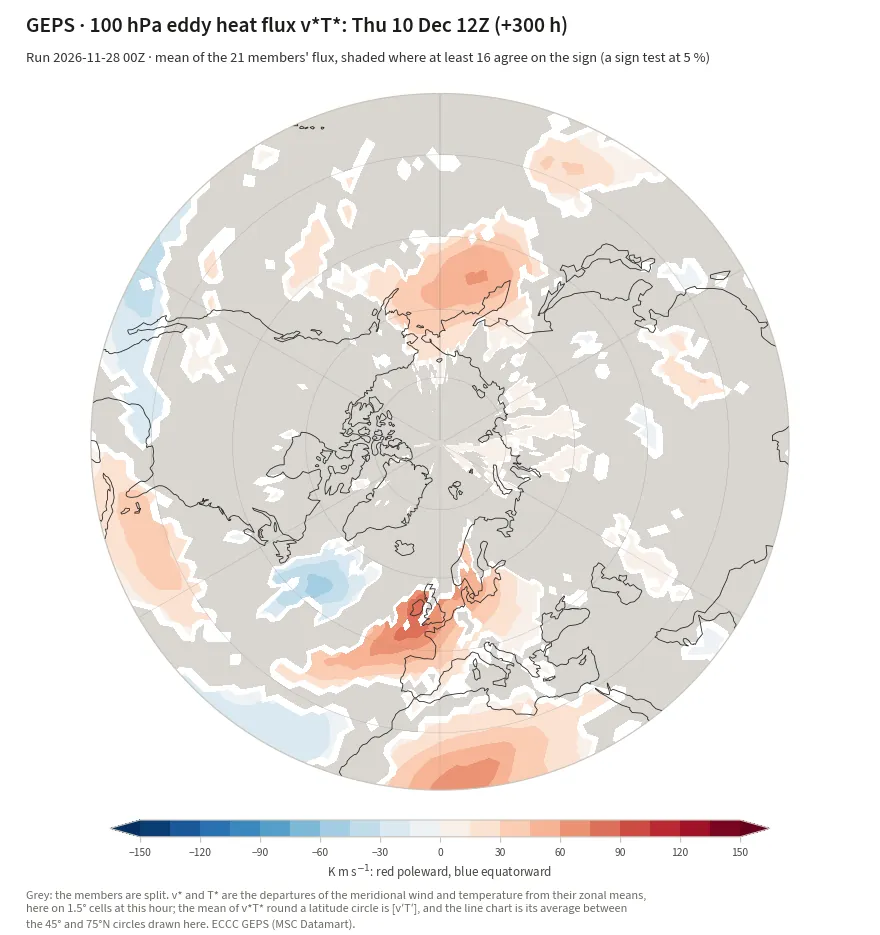 GEPS · 100 hPa eddy heat flux v*T*: Thu 10 Dec 12Z (+300 h)
Run 2026-11-28 00Z · mean of the 21 members' flux, shaded where at least 16 agree on the sign (a sign test at 5 %)
−150 −120 −90 −60 −30 0 30 60 90 120 150
K m s⁻¹: red poleward, blue equatorward
Grey: the members are split. v* and T* are the departures of the meridional wind and temperature from their zonal means,
here on 1.5° cells at this hour; the mean of v*T* round a latitude circle is [v'T'], and the line chart is its average between
the 45° and 75°N circles drawn here. ECCC GEPS (MSC Datamart).